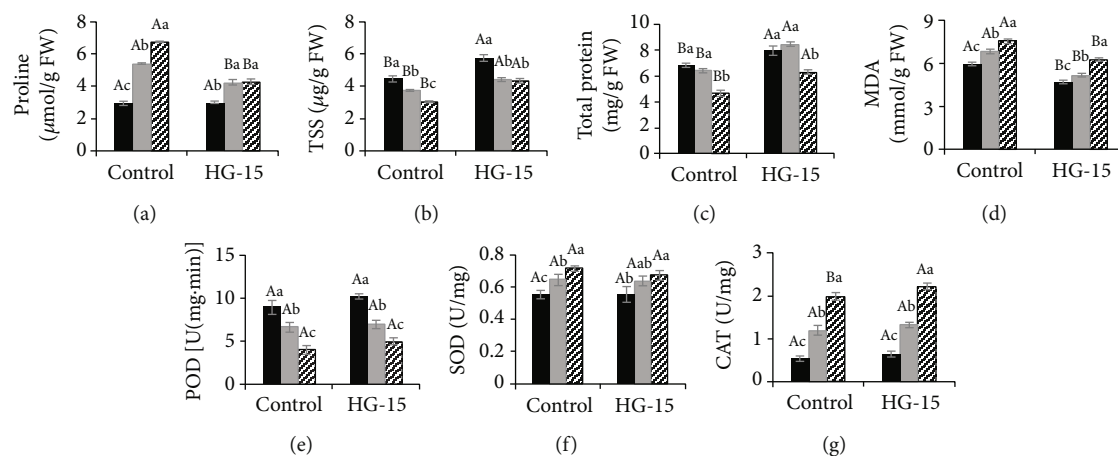 Proline
(μmol/g FW)
8
6
4
2
0
Ac
Ab
Aa
Ac
Ba
Ba
Control
HG-15
(a)
TSS (μg/g FW)
8
6
4
2
0
Ba
Bb
Bc
Aa
Ab
Ab
Control
HG-15
(b)
Total protein
(mg/g FW)
10
8
6
4
2
0
Ba
Ba
Bb
Aa
Aa
Ab
Control
HG-15
(c)
MDA
(mmol/g FW)
9
6
3
0
Ac
Ab
Aa
Bc
Bb
Ba
Control
HG-15
(d)
POD [U(mg·min)]
15
10
5
0
Aa
Ab
Ac
Aa
Ab
Ac
Control
HG-15
(e)
SOD (U/mg)
0.8
0.6
0.4
0.2
0
Ac
Ab
Aa
Ab
Aab
Aa
Control
HG-15
(f)
CAT (U/mg)
3
2
1
0
Ac
Ab
Ba
Ac
Ab
Aa
Control
HG-15
(g)